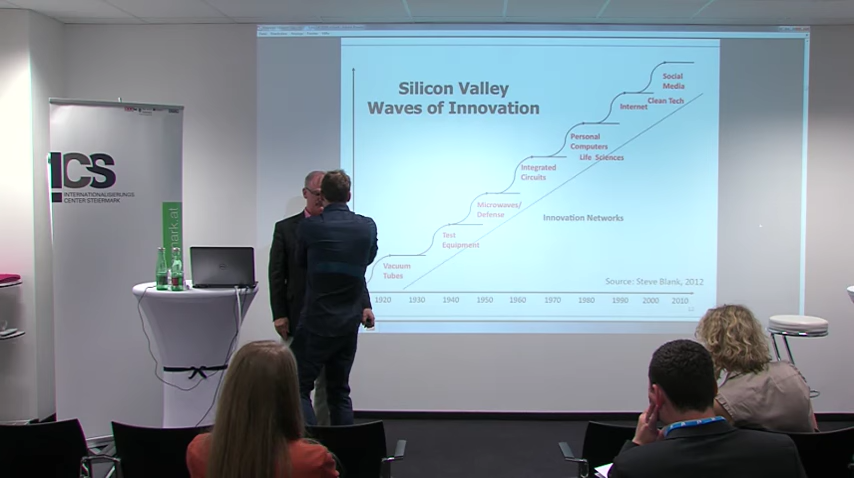 Silicon Valley
Waves of Innovation
Social
Media
Clean Tech
Internet
Personal
Computers
Life Sciences
Integrated
Circuits
Microwaves/
Defense
Innovation Networks
Test
Equipment
Vacuum
Tubes
Source: Steve Blank, 2012
1920 1930 1940 1950 1960 1970 1980 1990 2000 2010
ICS
INTERNATIONALISIERUNGS
CENTER STEIERMARK
mark.at